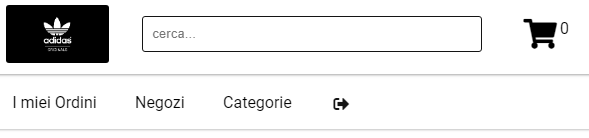 adidas
cerca...
0
I miei Ordini
Negozi
Categorie